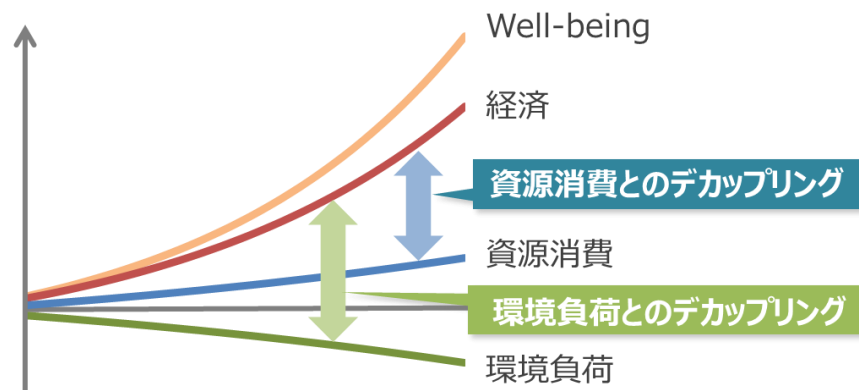 Well-being
経済
資源消費とのデカップリング
資源消費
環境負荷とのデカップリング
環境負荷